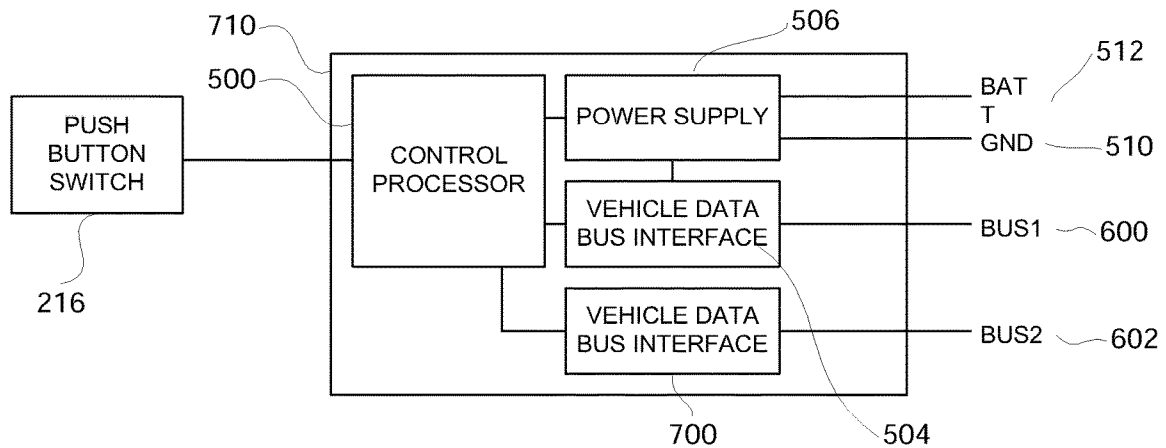 710
506
500
512
BAT
T
GND
510
PUSH
BUTTON
SWITCH
CONTROL
PROCESSOR
POWER SUPPLY
VEHICLE DATA
BUS INTERFACE
BUS1
600
216
VEHICLE DATA
BUS INTERFACE
BUS2
602
700
504